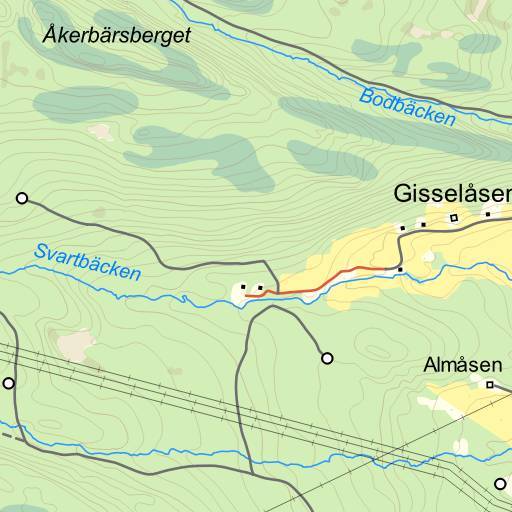 Åkerbärsberget
Bodbäcken
Gisselåsen
Svartbäcken
Almåsen